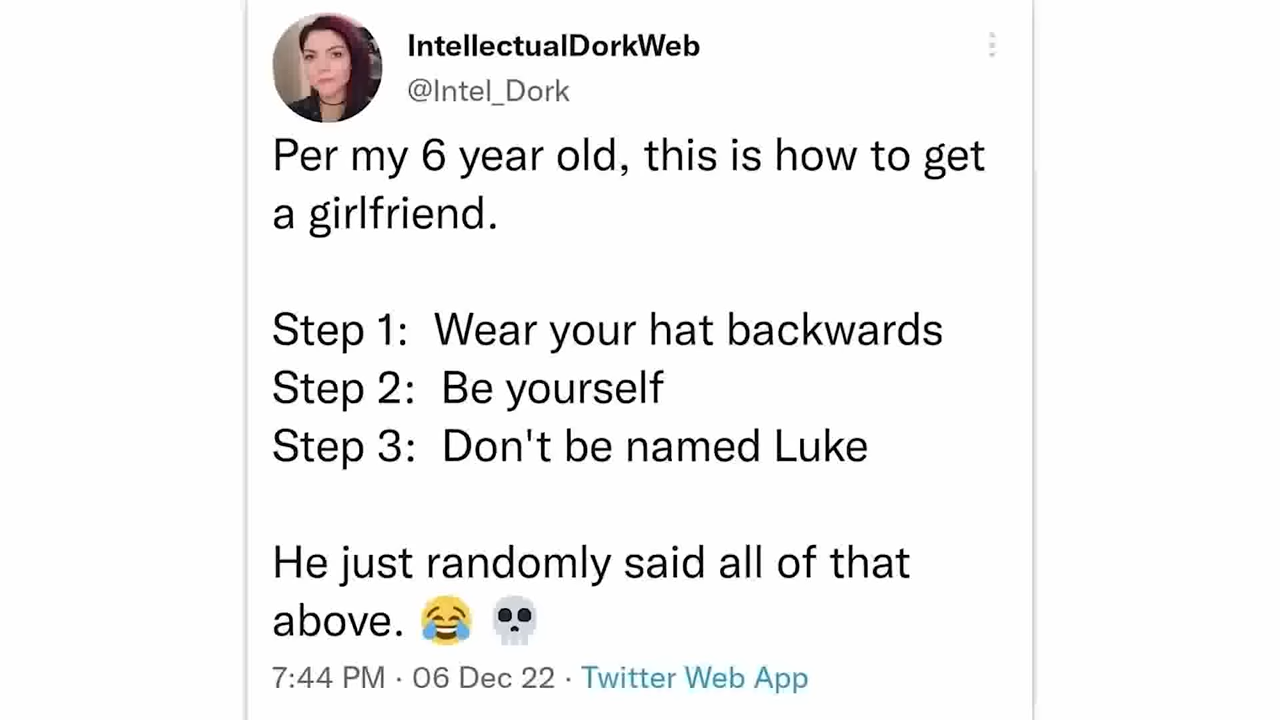 IntellectualDorkWeb
@Intel_Dork
Per my 6 year old, this is how to get
a girlfriend.
Step 1: Wear your hat backwards
Step 2: Be yourself
Step 3: Don't be named Luke
He just randomly said all of that
above. 😂 💀
7:44 PM · 06 Dec 22 · Twitter Web App